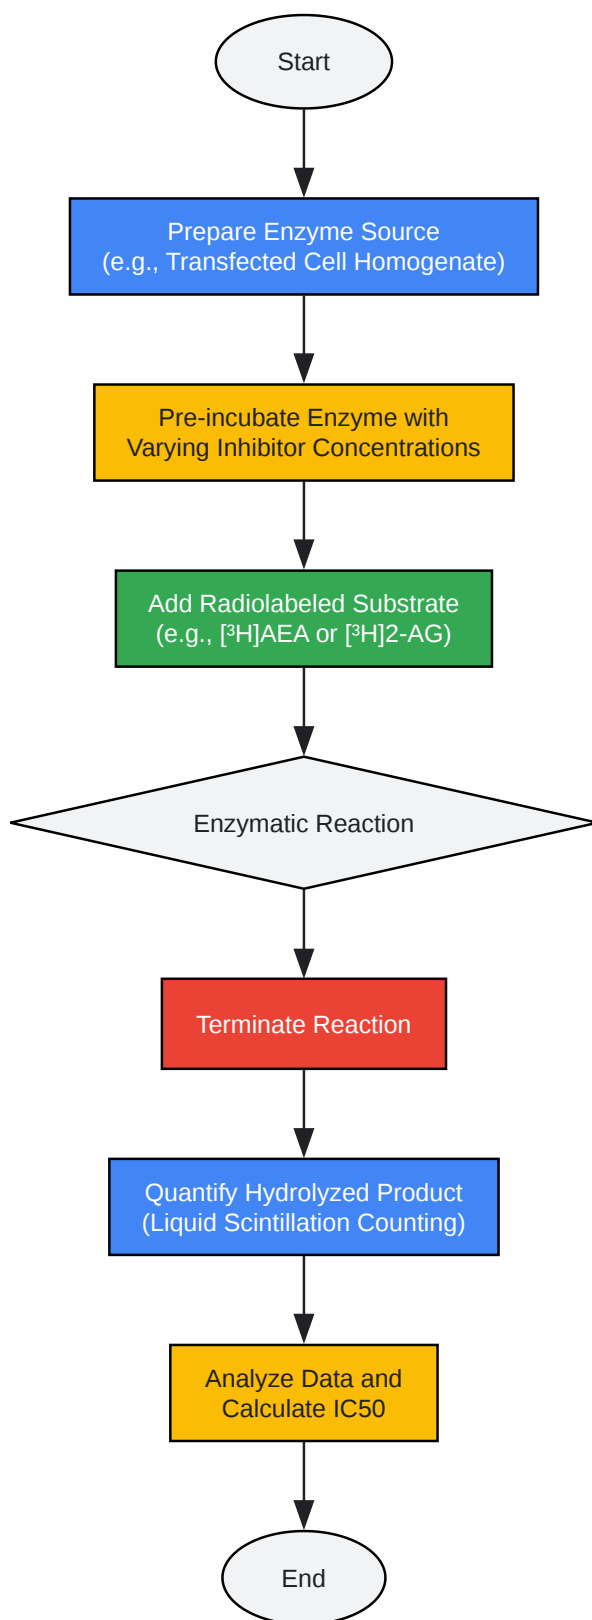 Start
Prepare Enzyme Source
(e.g., Transfected Cell Homogenate)
Pre-incubate Enzyme with
Varying Inhibitor Concentrations
Add Radiolabeled Substrate
(e.g., [³H]AEA or [³H]2-AG)
Enzymatic Reaction
Terminate Reaction
Quantify Hydrolyzed Product
(Liquid Scintillation Counting)
Analyze Data and
Calculate IC50
End